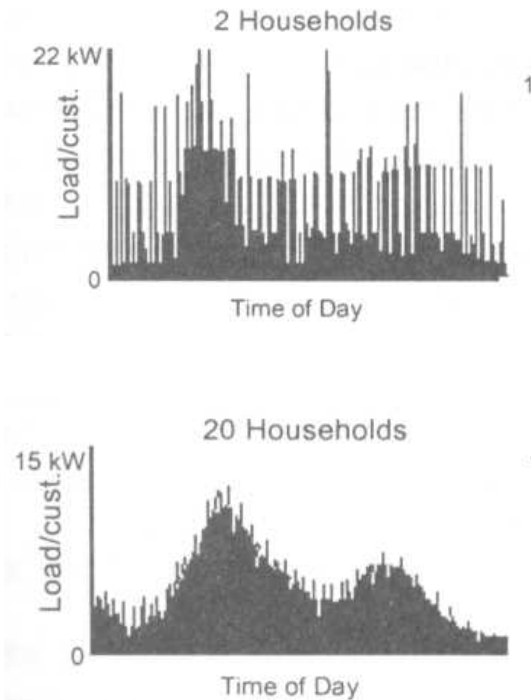 2 Households
22 kW
Load/cust.
0
Time of Day
1
20 Households
15 kW
Load/cust.
0
Time of Day